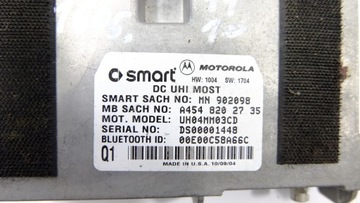 smart MOTOROLA
HW: 1004 SW: 1704
DC UHI MOST
SMART SACH NO: MN 902098
MB SACH NO: A454 820 27 35
MOT. MODEL: UH04MM03CD
SERIAL NO: DS00001448
BLUETOOTH ID: 00E00C58A66C
Q1
MADE IN U.S.A. 10/09/04